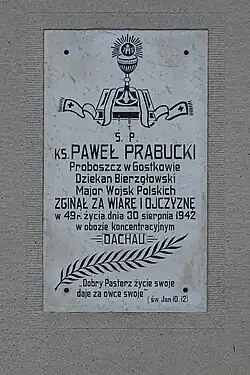 Ś. P.
KS. PAWEŁ PRABUCKI
Proboszcz w Gostkowie
Dziekan Bierzgłowski
Major Wojsk Polskich
ZGINĄŁ ZA WIARĘ I OJCZYZNĘ
w 49 r. życia dnia 30 sierpnia 1942
w obozie koncentracyjnym
DACHAU
„Dobry Pasterz życie swoje
daje za owce swoje”
(św. Jan 10, 12)